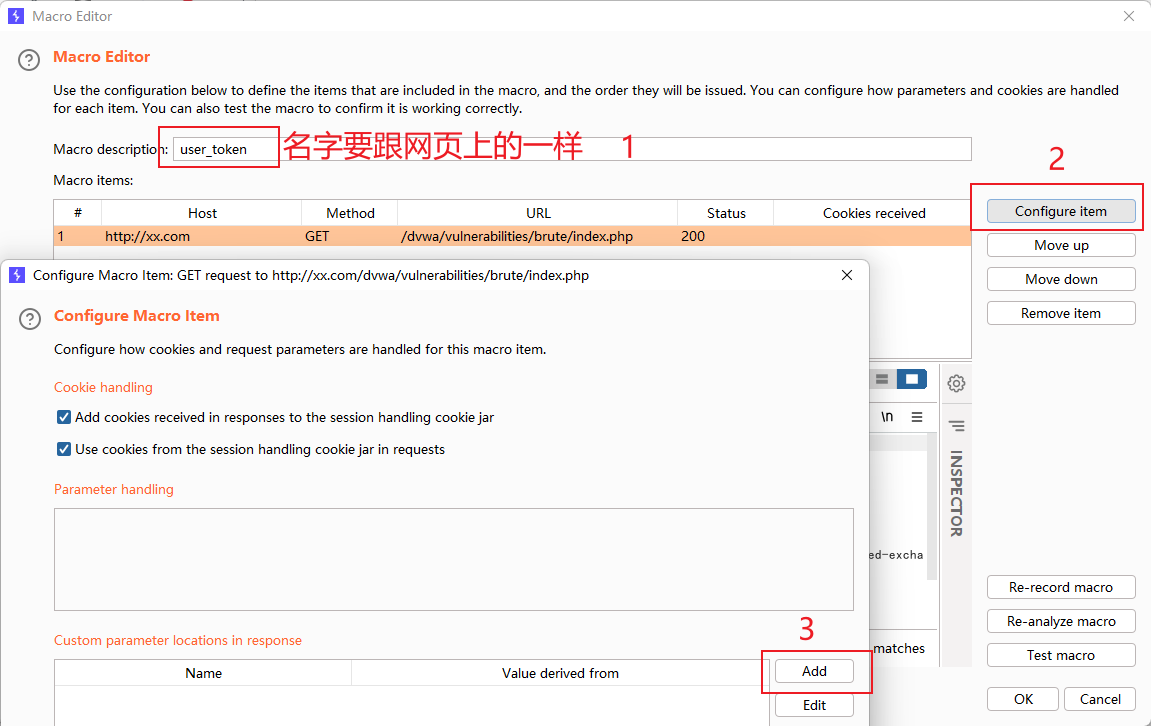 Macro Editor
Macro Editor
Use the configuration below to define the items that are included in the macro, and the order they will be issued. You can configure how parameters and cookies are handled
for each item. You can also test the macro to confirm it is working correctly.
Macro description: user_token 名字要跟网页上的一样 1
2
Macro items:
# Host Method URL Status Cookies received
1 http://xx.com GET /dvwa/vulnerabilities/brute/index.php 200
Configure item
Move up
Move down
Remove item
Configure Macro Item: GET request to http://xx.com/dvwa/vulnerabilities/brute/index.php
Configure Macro Item
Configure how cookies and request parameters are handled for this macro item.
Cookie handling
Add cookies received in responses to the session handling cookie jar
Use cookies from the session handling cookie jar in requests
Parameter handling
Custom parameter locations in response
3
Name Value derived from
Add
Edit
\n
INSPECTOR
ed-excha
matches
Re-record macro
Re-analyze macro
Test macro
OK Cancel